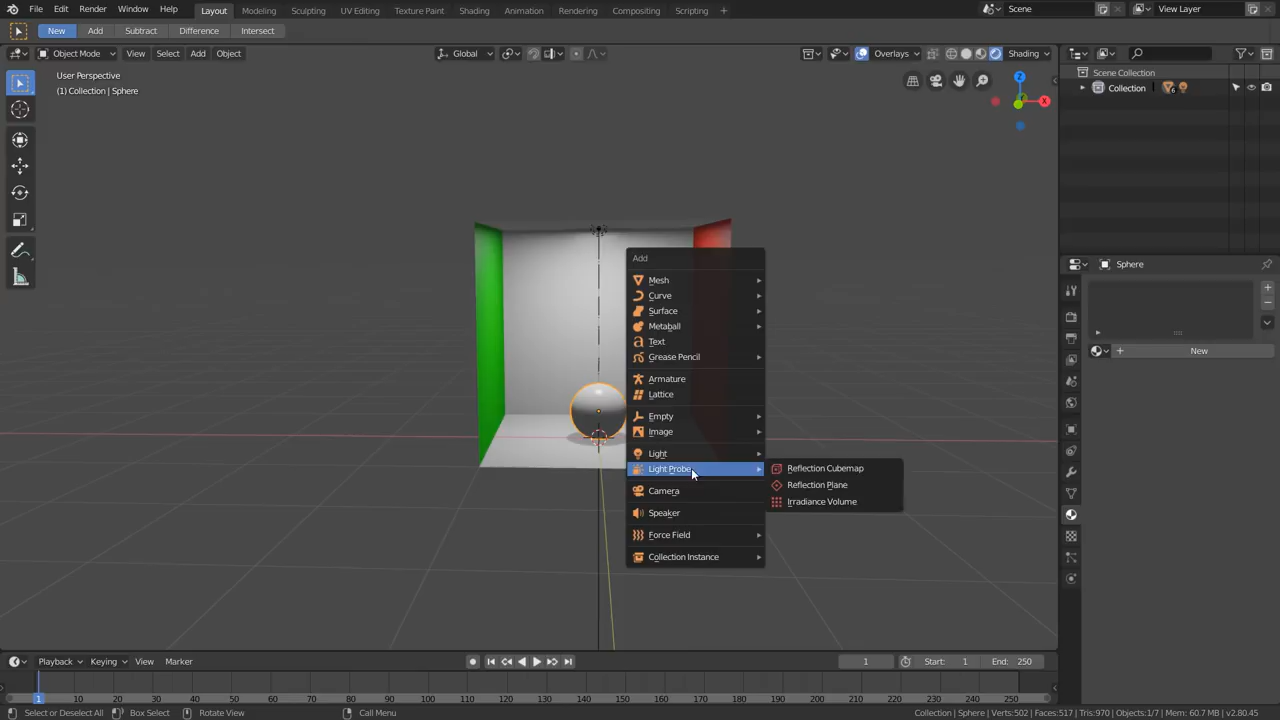 File Edit Render Window Help Layout Modeling Sculpting UV Editing Texture Paint Shading Animation Rendering Compositing Scripting + Scene View Layer
New Add Subtract Difference Intersect
Object Mode View Select Add Object Global Overlays Shading
User Perspective
(1) Collection | Sphere
Z
X
Y
Scene Collection
Collection 6
Add
Mesh
Curve
Surface
Metaball
Text
Grease Pencil
Armature
Lattice
Empty
Image
Light
Light Probe
Camera
Speaker
Force Field
Collection Instance
Reflection Cubemap
Reflection Plane
Irradiance Volume
Sphere
New
Playback Keying View Marker 1 Start: 1 End: 250
1 10 20 30 40 50 60 70 80 90 100 110 120 130 140 150 160 170 180 190 200 210 220 230 240 250
Select or Deselect All Box Select Rotate View Call Menu Collection | Sphere | Verts:502 | Faces:517 | Tris:970 | Objects:1/7 | Mem: 60.7 MB | v2.80.45